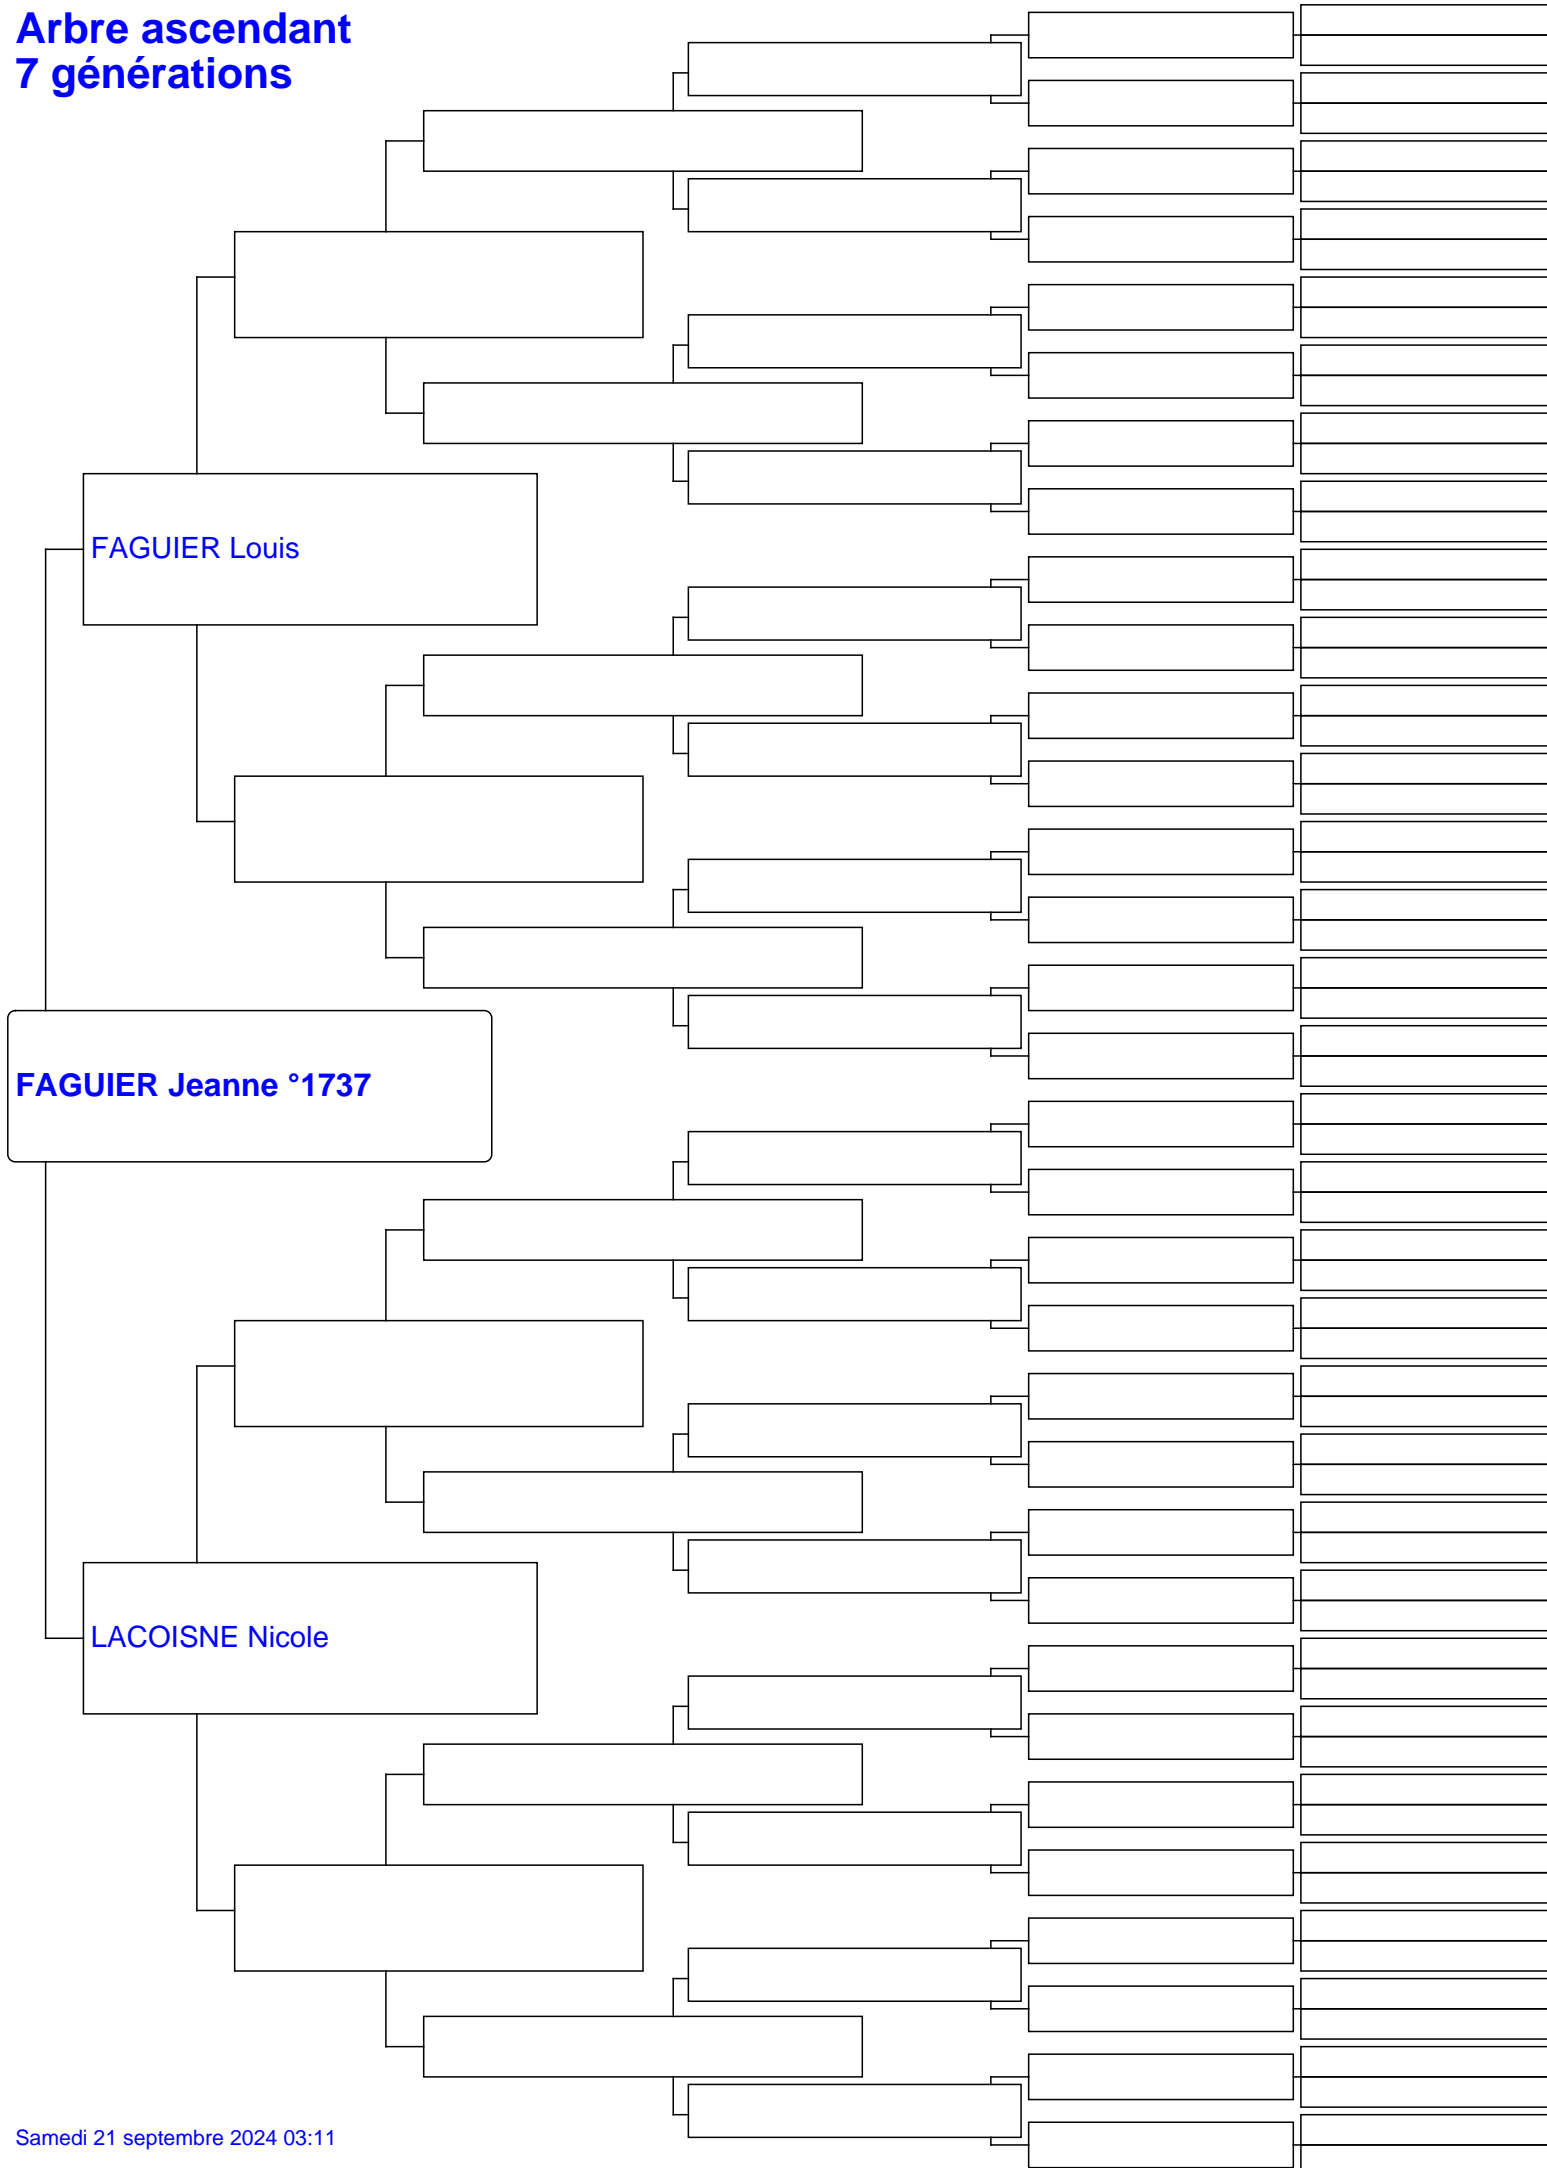 Arbre ascendant
7 générations
FAGUIER Louis
FAGUIER Jeanne °1737
LACOISNE Nicole
Samedi 21 septembre 2024 03:11